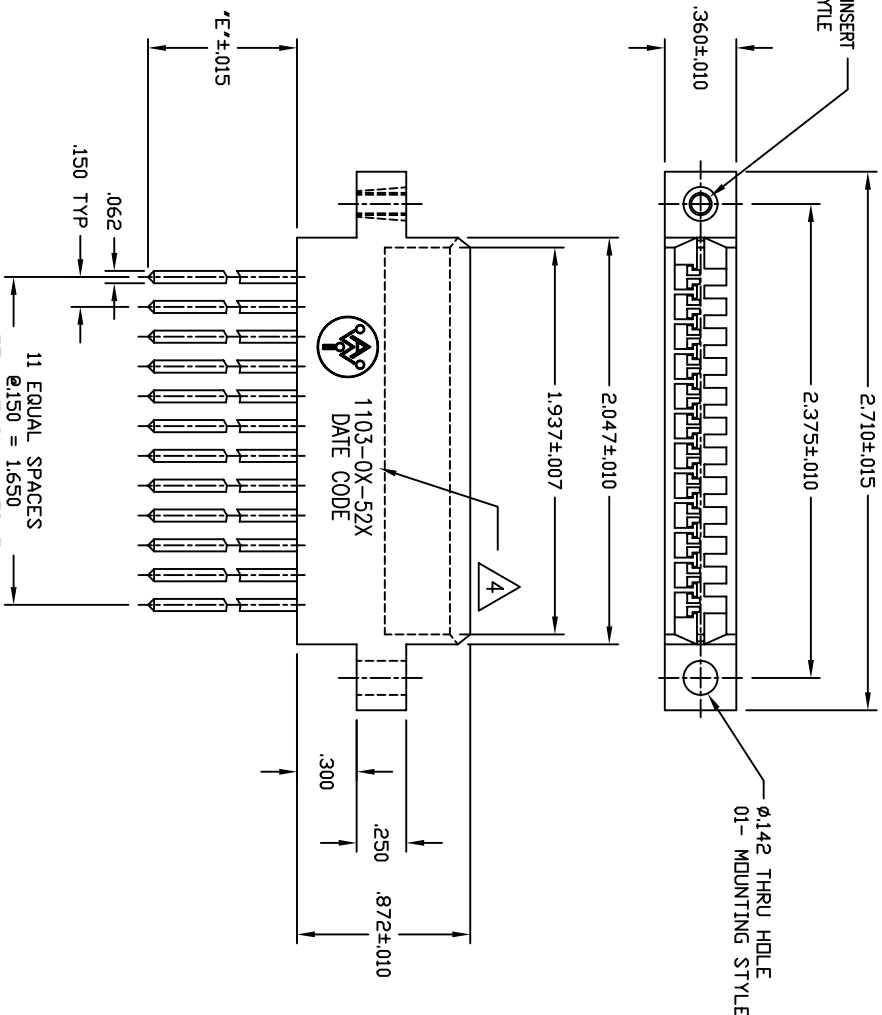 INSERT
YTLE
.360±.010
2.710±.015
2.375±.010
Ø.142 THRU HOLE
01- MOUNTING STYLE
2.047±.010
1.937±.007
4
"E"±.015
.062
.150 TYP
1103-0X-52X
DATE CODE
.300
.250
.872±.010
11 EQUAL SPACES
@.150 = 1.650